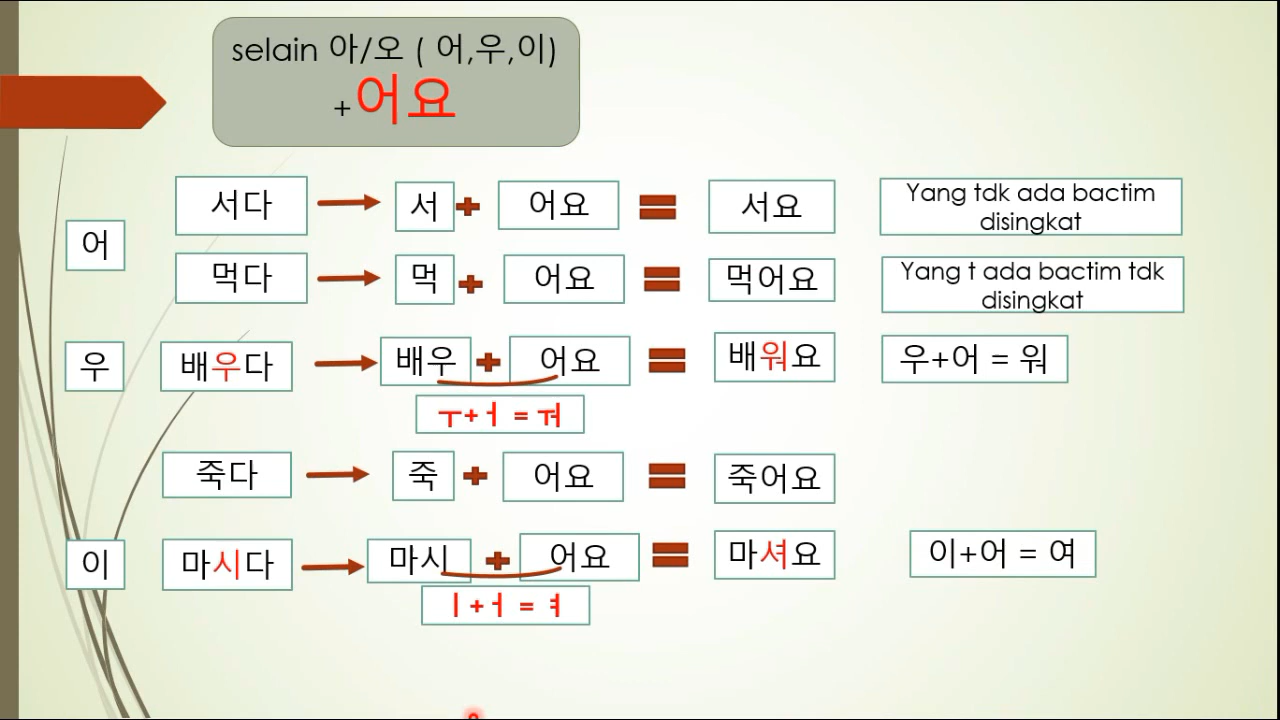 selain 아/오 ( 어,우,이)
+어요
어
서다 서 + 어요 = 서요
Yang tdk ada bactim
disingkat
먹다 먹 + 어요 = 먹어요
Yang t ada bactim tdk
disingkat
우
배우다 배우 + 어요 = 배워요
우+어 = 워
ㅜ+ㅓ = ㅝ
죽다 죽 + 어요 = 죽어요
이
마시다 마시 + 어요 = 마셔요
이+어 = 여
ㅣ+ㅓ = ㅕ